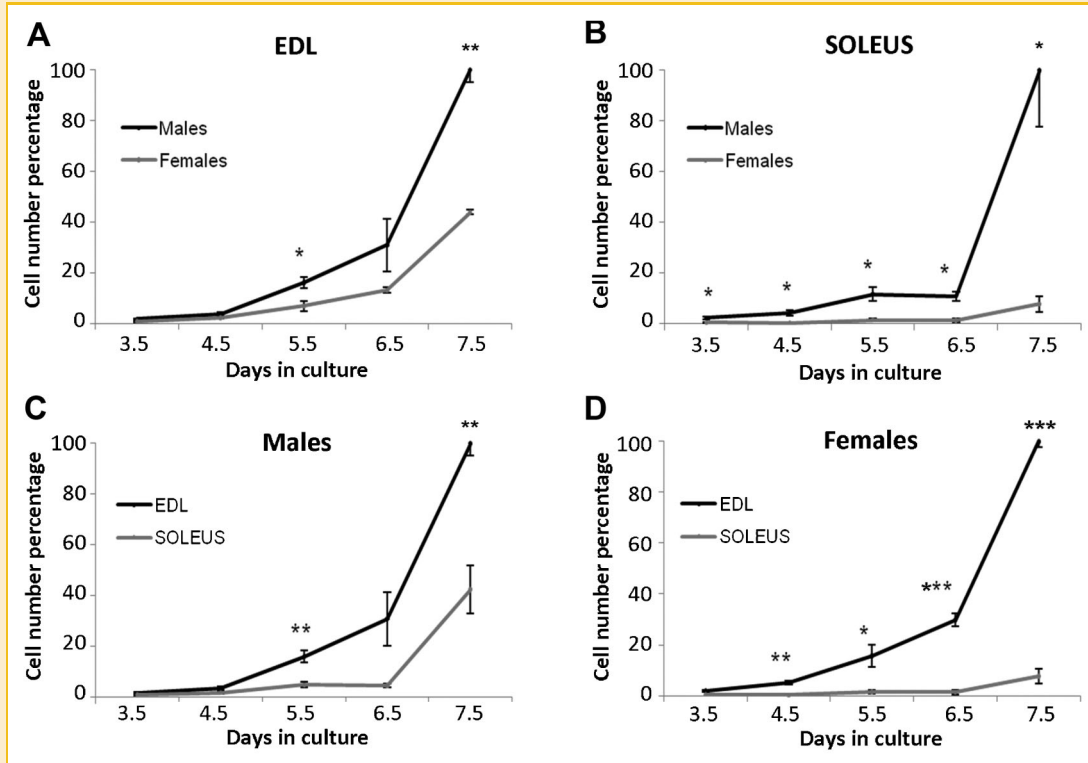 A
EDL
**
Cell number percentage
100
80
60
40
20
0
Males
Females
*
3.5 4.5 5.5 6.5 7.5
Days in culture
B
SOLEUS
*
Cell number percentage
100
80
60
40
20
0
Males
Females
* * * *
3.5 4.5 5.5 6.5 7.5
Days in culture
C
Males
**
Cell number percentage
100
80
60
40
20
0
EDL
SOLEUS
**
3.5 4.5 5.5 6.5 7.5
Days in culture
D
Females
***
Cell number percentage
100
80
60
40
20
0
EDL
SOLEUS
** * ***
3.5 4.5 5.5 6.5 7.5
Days in culture